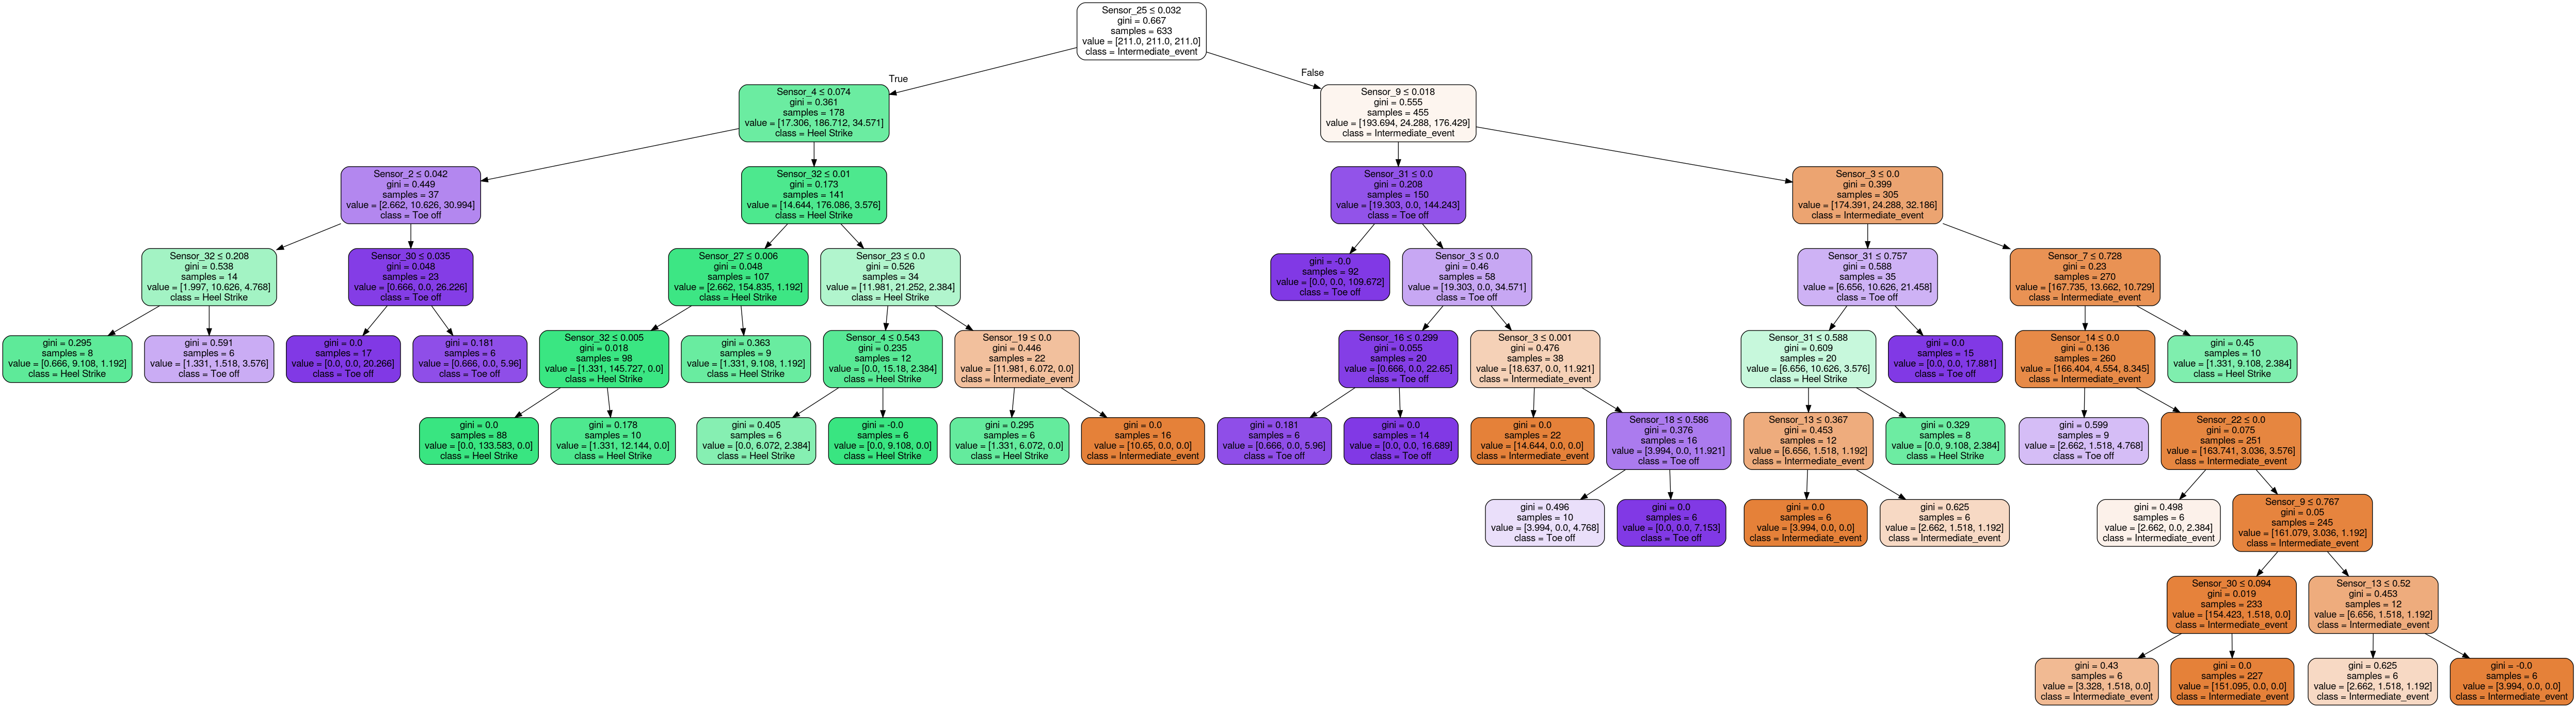 Sensor_25 ≤ 0.032
gini = 0.667
samples = 633
value = [211.0, 211.0, 211.0]
class = Intermediate_event
True
False
Sensor_4 ≤ 0.074
gini = 0.361
samples = 178
value = [17.306, 186.712, 34.571]
class = Heel Strike
Sensor_9 ≤ 0.018
gini = 0.555
samples = 455
value = [193.694, 24.288, 176.429]
class = Intermediate_event
Sensor_2 ≤ 0.042
gini = 0.449
samples = 37
value = [2.662, 10.626, 30.994]
class = Toe off
Sensor_32 ≤ 0.01
gini = 0.173
samples = 141
value = [14.644, 176.086, 3.576]
class = Heel Strike
Sensor_31 ≤ 0.0
gini = 0.208
samples = 150
value = [19.303, 0.0, 144.243]
class = Toe off
Sensor_3 ≤ 0.0
gini = 0.399
samples = 305
value = [174.391, 24.288, 32.186]
class = Intermediate_event
Sensor_32 ≤ 0.208
gini = 0.538
samples = 14
value = [1.997, 10.626, 4.768]
class = Heel Strike
Sensor_30 ≤ 0.035
gini = 0.048
samples = 23
value = [0.666, 0.0, 26.226]
class = Toe off
Sensor_27 ≤ 0.006
gini = 0.048
samples = 107
value = [2.662, 154.835, 1.192]
class = Heel Strike
Sensor_23 ≤ 0.0
gini = 0.526
samples = 34
value = [11.981, 21.252, 2.384]
class = Heel Strike
gini = -0.0
samples = 92
value = [0.0, 0.0, 109.672]
class = Toe off
Sensor_3 ≤ 0.0
gini = 0.46
samples = 58
value = [19.303, 0.0, 34.571]
class = Toe off
Sensor_31 ≤ 0.757
gini = 0.588
samples = 35
value = [6.656, 10.626, 21.458]
class = Toe off
Sensor_7 ≤ 0.728
gini = 0.23
samples = 270
value = [167.735, 13.662, 10.729]
class = Intermediate_event
gini = 0.295
samples = 8
value = [0.666, 9.108, 1.192]
class = Heel Strike
gini = 0.591
samples = 6
value = [1.331, 1.518, 3.576]
class = Toe off
gini = 0.0
samples = 17
value = [0.0, 0.0, 20.266]
class = Toe off
gini = 0.181
samples = 6
value = [0.666, 0.0, 5.96]
class = Toe off
Sensor_32 ≤ 0.005
gini = 0.018
samples = 98
value = [1.331, 145.727, 0.0]
class = Heel Strike
gini = 0.363
samples = 9
value = [1.331, 9.108, 1.192]
class = Heel Strike
Sensor_4 ≤ 0.543
gini = 0.235
samples = 12
value = [0.0, 15.18, 2.384]
class = Heel Strike
Sensor_19 ≤ 0.0
gini = 0.446
samples = 22
value = [11.981, 6.072, 0.0]
class = Intermediate_event
Sensor_16 ≤ 0.299
gini = 0.055
samples = 20
value = [0.666, 0.0, 22.65]
class = Toe off
Sensor_3 ≤ 0.001
gini = 0.476
samples = 38
value = [18.637, 0.0, 11.921]
class = Intermediate_event
Sensor_31 ≤ 0.588
gini = 0.609
samples = 20
value = [6.656, 10.626, 3.576]
class = Heel Strike
gini = 0.0
samples = 15
value = [0.0, 0.0, 17.881]
class = Toe off
Sensor_14 ≤ 0.0
gini = 0.136
samples = 260
value = [166.404, 4.554, 8.345]
class = Intermediate_event
gini = 0.45
samples = 10
value = [1.331, 9.108, 2.384]
class = Heel Strike
gini = 0.0
samples = 88
value = [0.0, 133.583, 0.0]
class = Heel Strike
gini = 0.178
samples = 10
value = [1.331, 12.144, 0.0]
class = Heel Strike
gini = 0.405
samples = 6
value = [0.0, 6.072, 2.384]
class = Heel Strike
gini = -0.0
samples = 6
value = [0.0, 9.108, 0.0]
class = Heel Strike
gini = 0.295
samples = 6
value = [1.331, 6.072, 0.0]
class = Heel Strike
gini = 0.0
samples = 16
value = [10.65, 0.0, 0.0]
class = Intermediate_event
gini = 0.181
samples = 6
value = [0.666, 0.0, 5.96]
class = Toe off
gini = 0.0
samples = 14
value = [0.0, 0.0, 16.689]
class = Toe off
gini = 0.0
samples = 22
value = [14.644, 0.0, 0.0]
class = Intermediate_event
Sensor_18 ≤ 0.586
gini = 0.376
samples = 16
value = [3.994, 0.0, 11.921]
class = Toe off
Sensor_13 ≤ 0.367
gini = 0.453
samples = 12
value = [6.656, 1.518, 1.192]
class = Intermediate_event
gini = 0.329
samples = 8
value = [0.0, 9.108, 2.384]
class = Heel Strike
gini = 0.599
samples = 9
value = [2.662, 1.518, 4.768]
class = Toe off
Sensor_22 ≤ 0.0
gini = 0.075
samples = 251
value = [163.741, 3.036, 3.576]
class = Intermediate_event
gini = 0.496
samples = 10
value = [3.994, 0.0, 4.768]
class = Toe off
gini = 0.0
samples = 6
value = [0.0, 0.0, 7.153]
class = Toe off
gini = 0.0
samples = 6
value = [3.994, 0.0, 0.0]
class = Intermediate_event
gini = 0.625
samples = 6
value = [2.662, 1.518, 1.192]
class = Intermediate_event
gini = 0.498
samples = 6
value = [2.662, 0.0, 2.384]
class = Intermediate_event
Sensor_9 ≤ 0.767
gini = 0.05
samples = 245
value = [161.079, 3.036, 1.192]
class = Intermediate_event
Sensor_30 ≤ 0.094
gini = 0.019
samples = 233
value = [154.423, 1.518, 0.0]
class = Intermediate_event
Sensor_13 ≤ 0.52
gini = 0.453
samples = 12
value = [6.656, 1.518, 1.192]
class = Intermediate_event
gini = 0.43
samples = 6
value = [3.328, 1.518, 0.0]
class = Intermediate_event
gini = 0.0
samples = 227
value = [151.095, 0.0, 0.0]
class = Intermediate_event
gini = 0.625
samples = 6
value = [2.662, 1.518, 1.192]
class = Intermediate_event
gini = -0.0
samples = 6
value = [3.994, 0.0, 0.0]
class = Intermediate_event